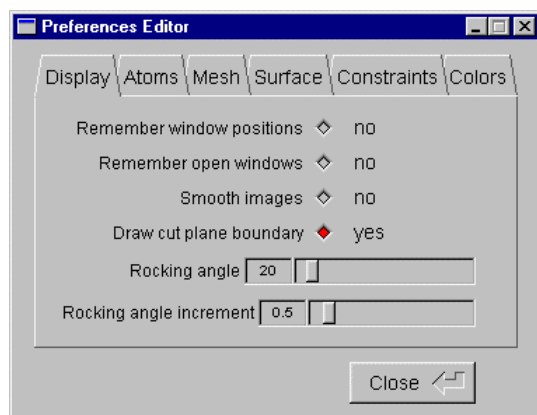 Preferences Editor
Display Atoms Mesh Surface Constraints Colors
Remember window positions no
Remember open windows no
Smooth images no
Draw cut plane boundary yes
Rocking angle 20
Rocking angle increment 0.5
Close